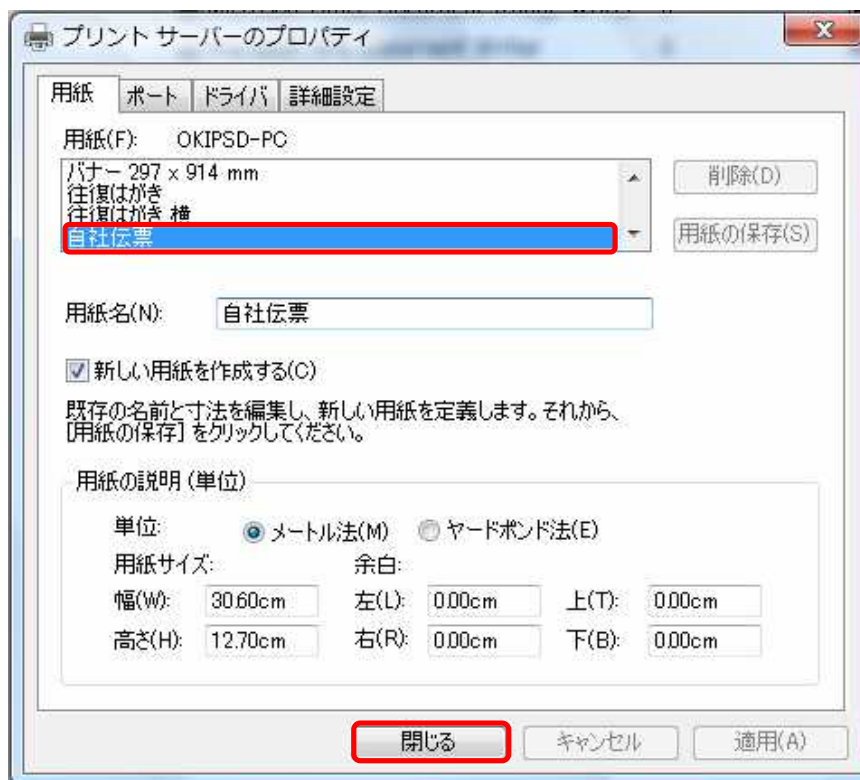 プリント サーバーのプロパティ
用紙 ポート ドライバ 詳細設定
用紙(F): OKIPSD-PC
バナー 297 x 914 mm
往復はがき
往復はがき 横
自社伝票
削除(D)
用紙の保存(S)
用紙名(N): 自社伝票
新しい用紙を作成する(C)
既存の名前と寸法を編集し、新しい用紙を定義します。それから、
[用紙の保存] をクリックしてください。
用紙の説明 (単位)
単位: メートル法(M) ヤードポンド法(E)
用紙サイズ: 余白:
幅(W): 30.60cm 左(L): 0.00cm 上(T): 0.00cm
高さ(H): 12.70cm 右(R): 0.00cm 下(B): 0.00cm
閉じる キャンセル 適用(A)